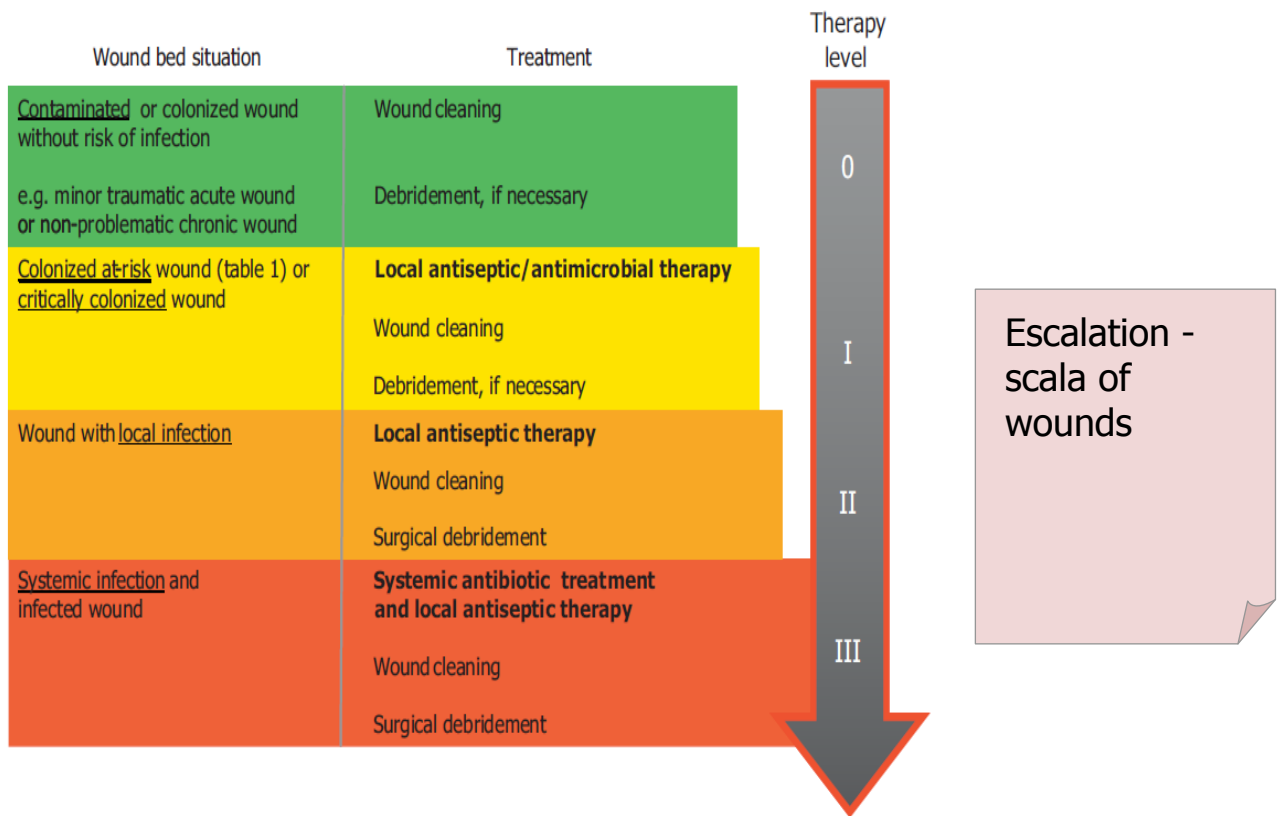 Wound bed situation
Treatment
Therapy
level
Contaminated or colonized wound
without risk of infection
e.g. minor traumatic acute wound
or non-problematic chronic wound
Wound cleaning
Debridement, if necessary
0
Colonized at-risk wound (table 1) or
critically colonized wound
Local antiseptic/antimicrobial therapy
Wound cleaning
Debridement, if necessary
I
Wound with local infection
Local antiseptic therapy
Wound cleaning
Surgical debridement
II
Systemic infection and
infected wound
Systemic antibiotic treatment
and local antiseptic therapy
Wound cleaning
Surgical debridement
III
Escalation -
scala of
wounds